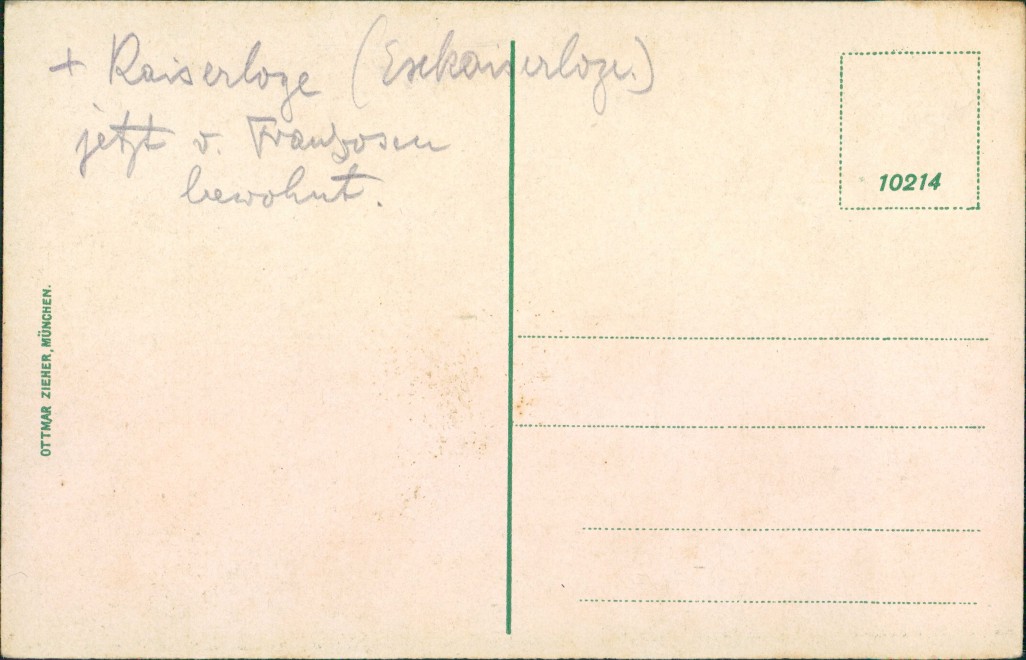 + Kaiserloge (Exkaiserloge.)
jetzt v. Franzosen
bewohnt.
10214
OTTMAR ZIEHER, MÜNCHEN.